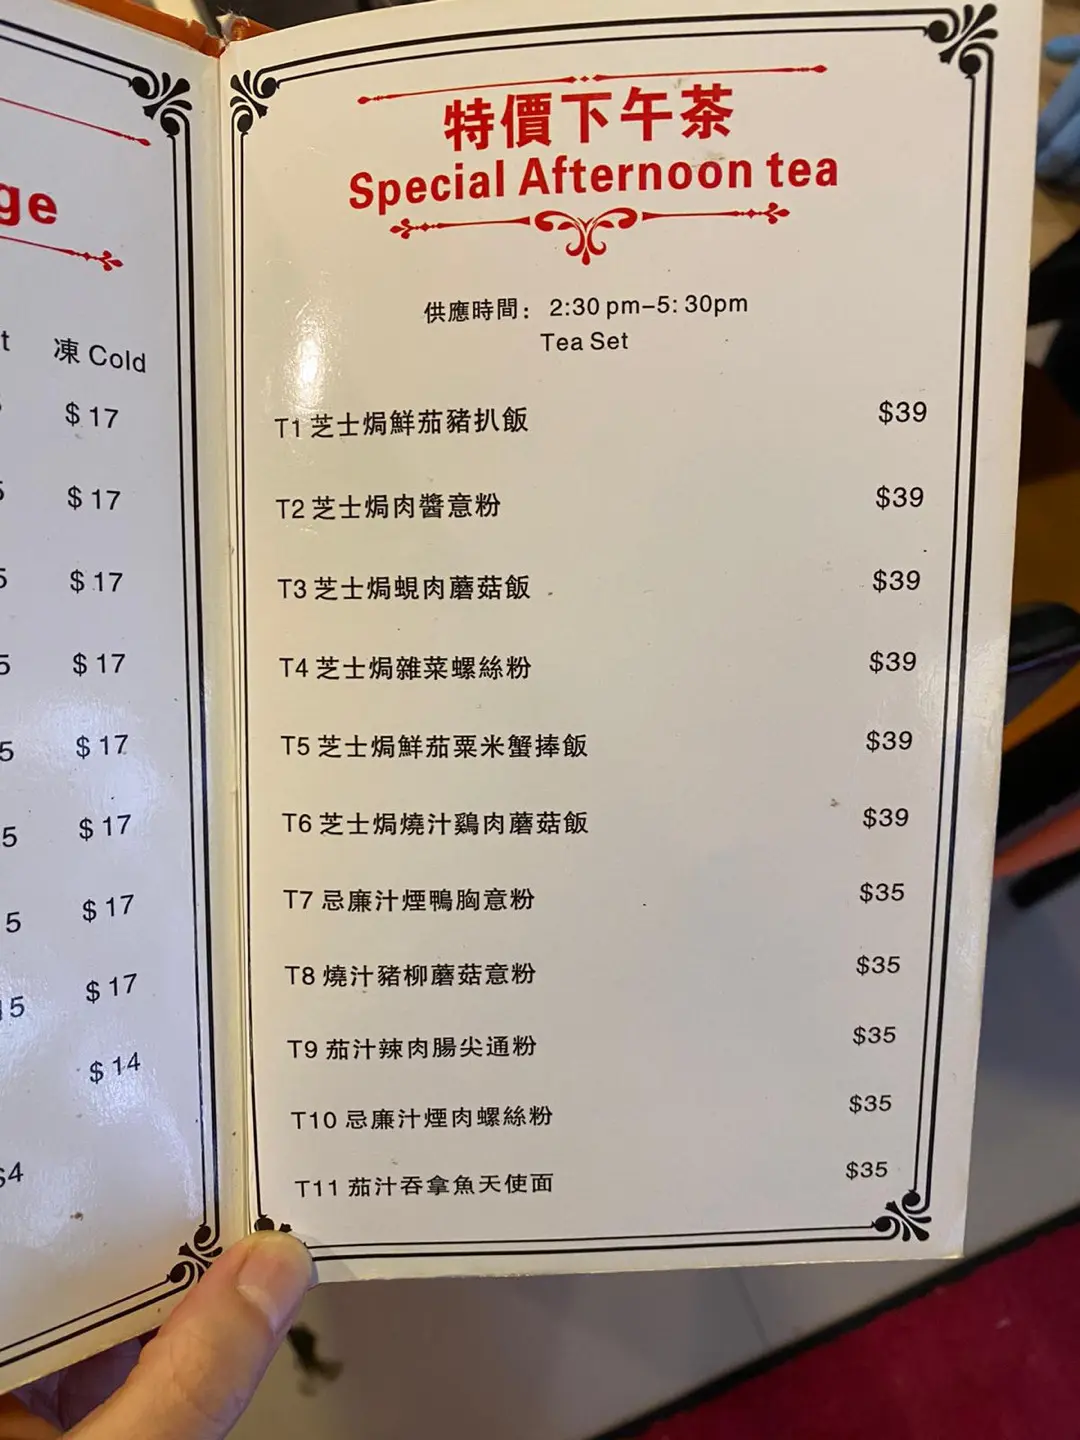 ge
凍 Cold
$17
$17
$17
$17
$17
$17
$17
$17
$14
特價下午茶
Special Afternoon tea
供應時間： 2:30 pm–5: 30pm
Tea Set
T1 芝士焗鮮茄豬扒飯 $39
T2 芝士焗肉醬意粉 $39
T3 芝士焗蜆肉蘑菇飯 $39
T4 芝士焗雜菜螺絲粉 $39
T5 芝士焗鮮茄粟米蟹捧飯 $39
T6 芝士焗燒汁鷄肉蘑菇飯 $39
T7 忌廉汁煙鴨胸意粉 $35
T8 燒汁豬柳蘑菇意粉 $35
T9 茄汁辣肉腸尖通粉 $35
T10 忌廉汁煙肉螺絲粉 $35
T11 茄汁吞拿魚天使面 $35